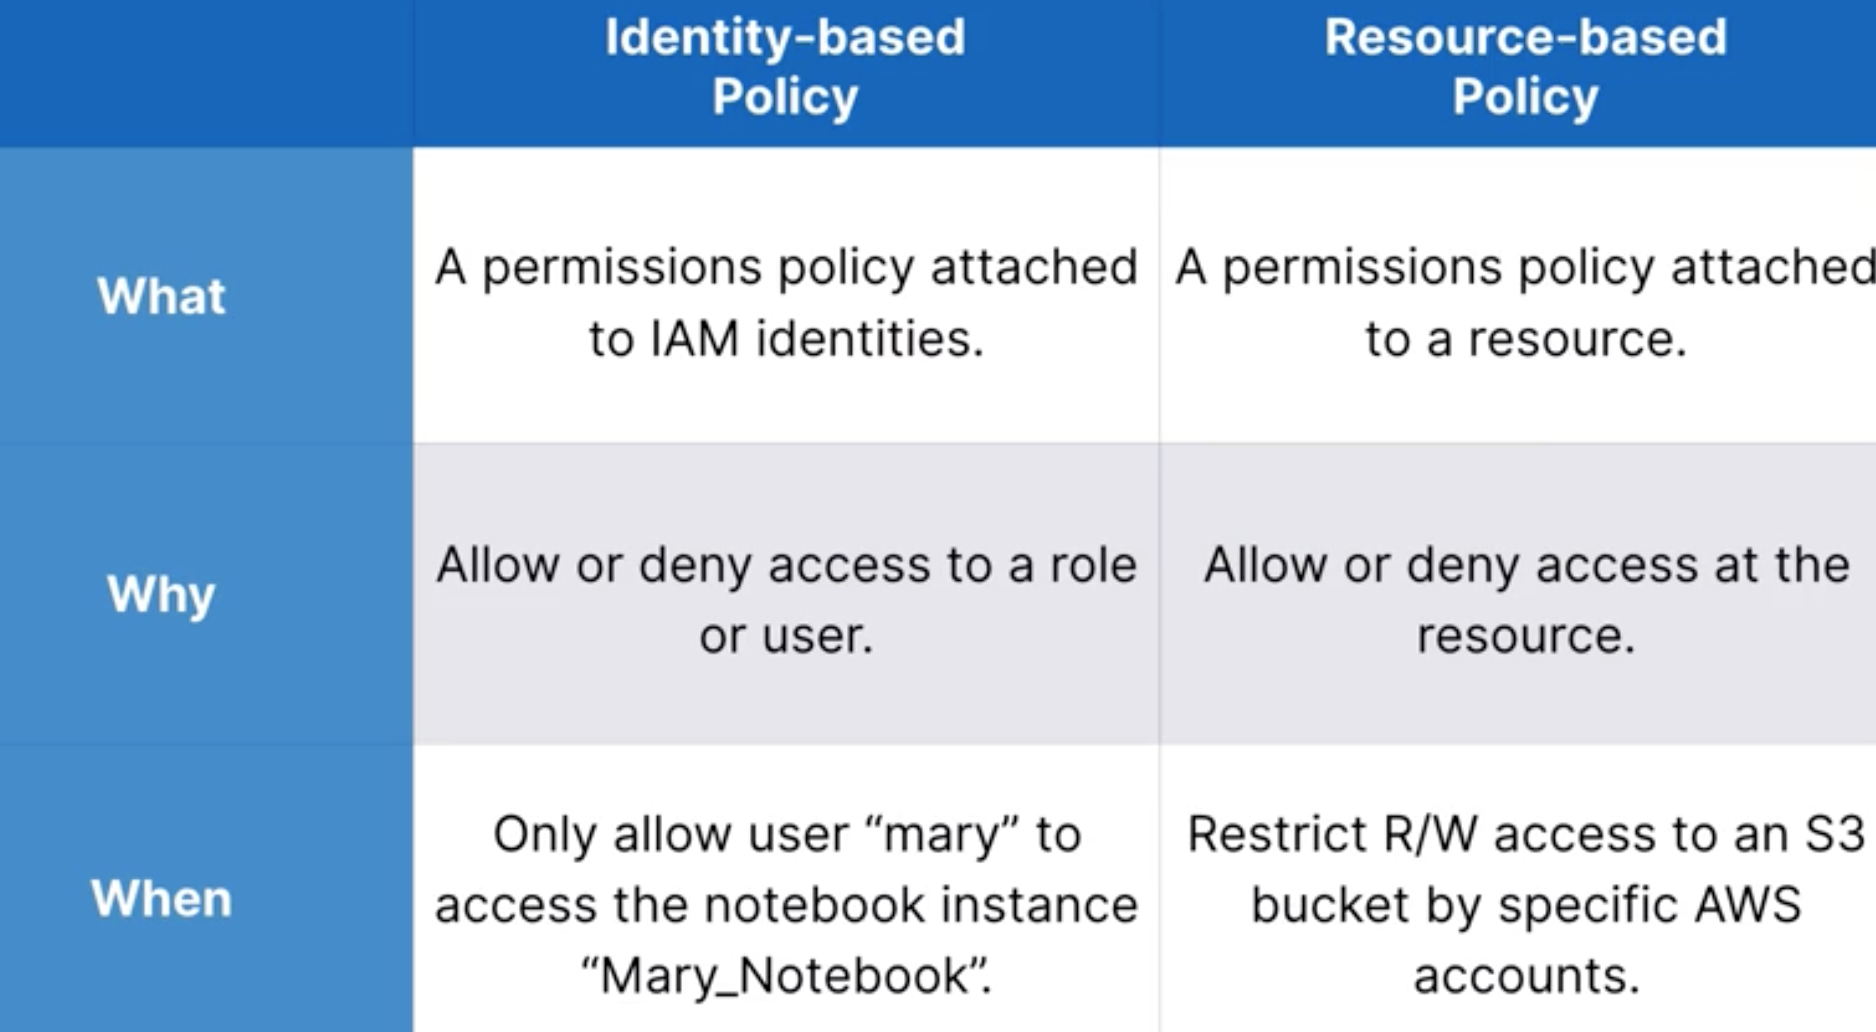 Identity-based
Policy
Resource-based
Policy
What
A permissions policy attached
to IAM identities.
A permissions policy attached
to a resource.
Why
Allow or deny access to a role
or user.
Allow or deny access at the
resource.
When
Only allow user “mary” to
access the notebook instance
“Mary_Notebook”.
Restrict R/W access to an S3
bucket by specific AWS
accounts.